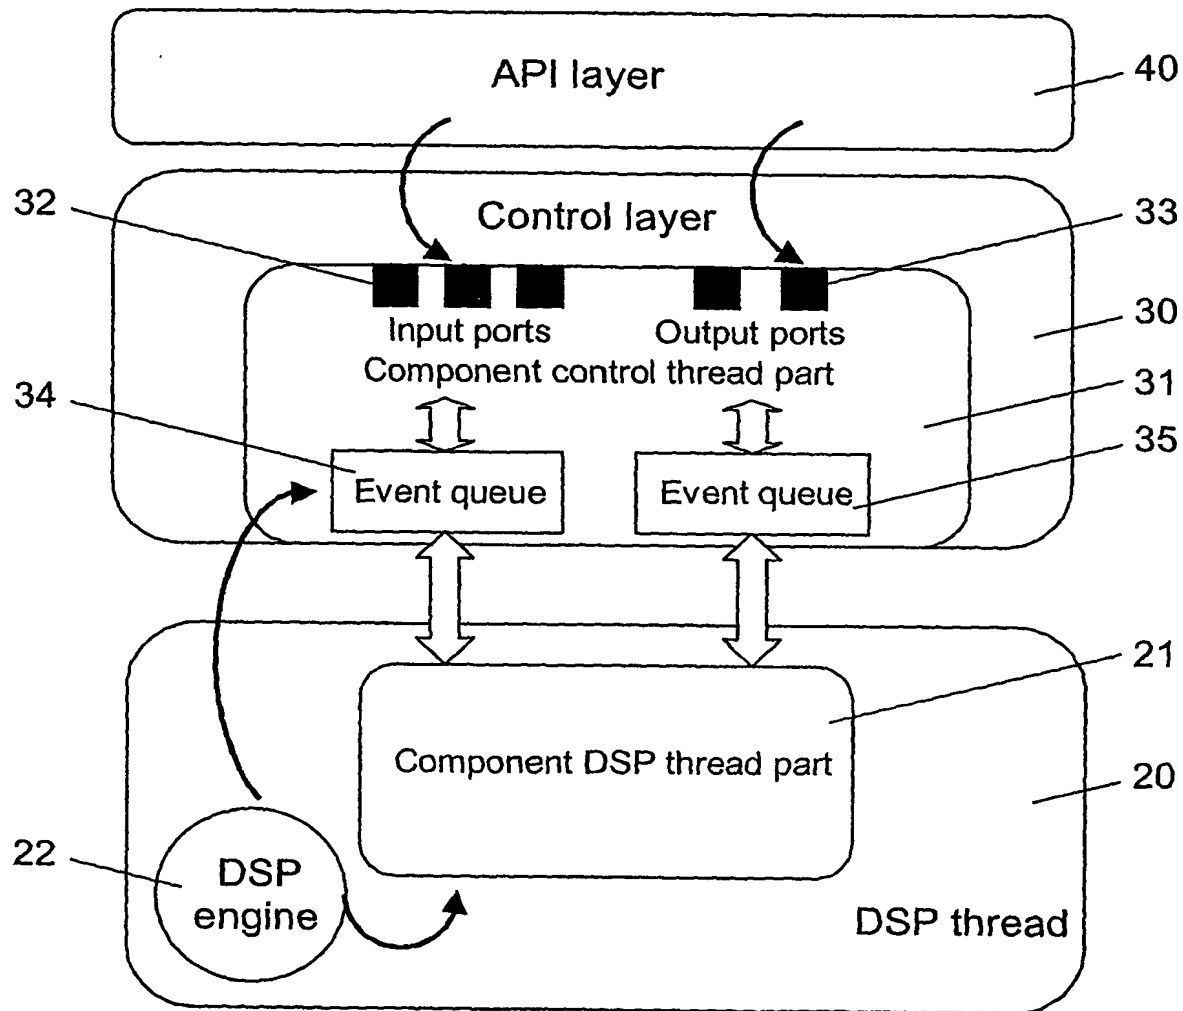 API layer
40
32
Control layer
33
Input ports
Output ports
30
Component control thread part
34
31
35
Event queue
Event queue
21
Component DSP thread part
20
22
DSP
engine
DSP thread